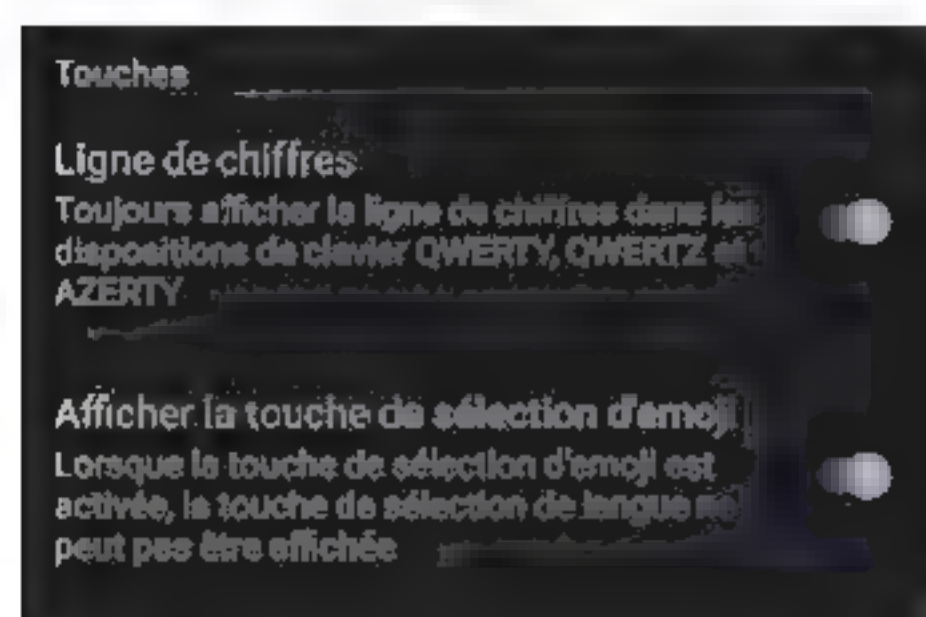 Touches
Ligne de chiffres
Toujours afficher la ligne de chiffres dans les
dispositions de clavier QWERTY, QWERTZ et
AZERTY
Afficher la touche de sélection d'emoji
Lorsque la touche de sélection d'emoji est
activée, la touche de sélection de langue ne
peut pas être affichée